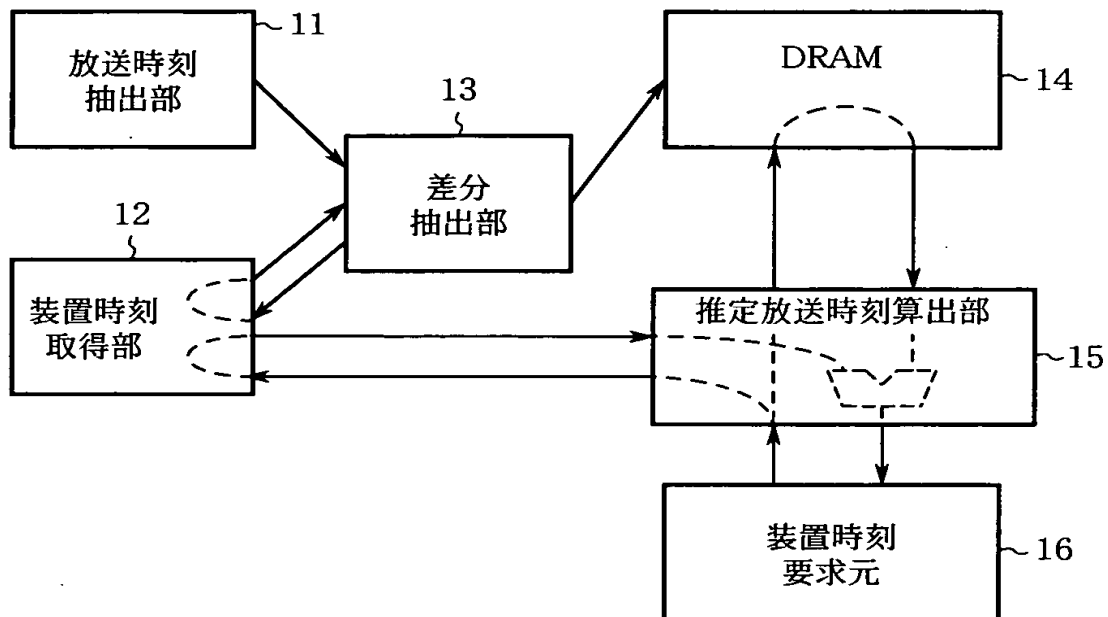 11
放送時刻
抽出部
DRAM
14
13
差分
抽出部
12
装置時刻
取得部
推定放送時刻算出部
15
装置時刻
要求元
16